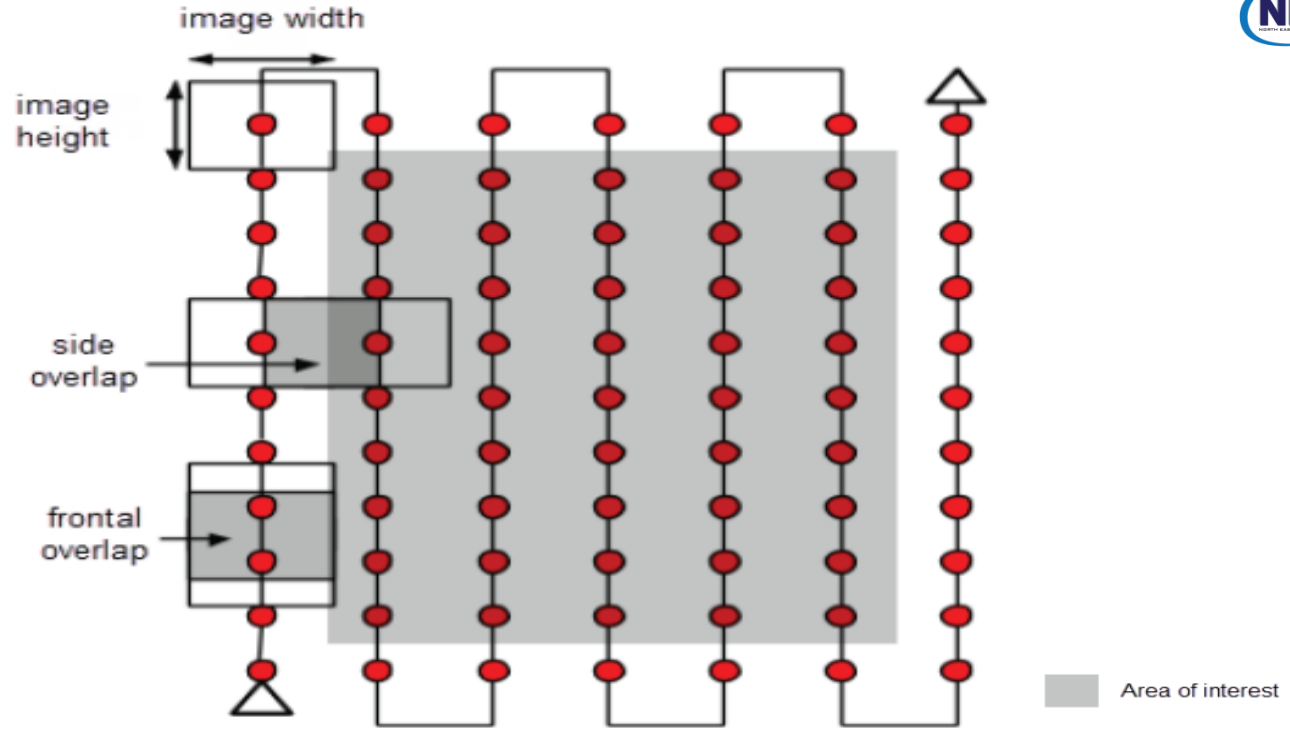 image width
image
height
side
overlap
frontal
overlap
Area of interest